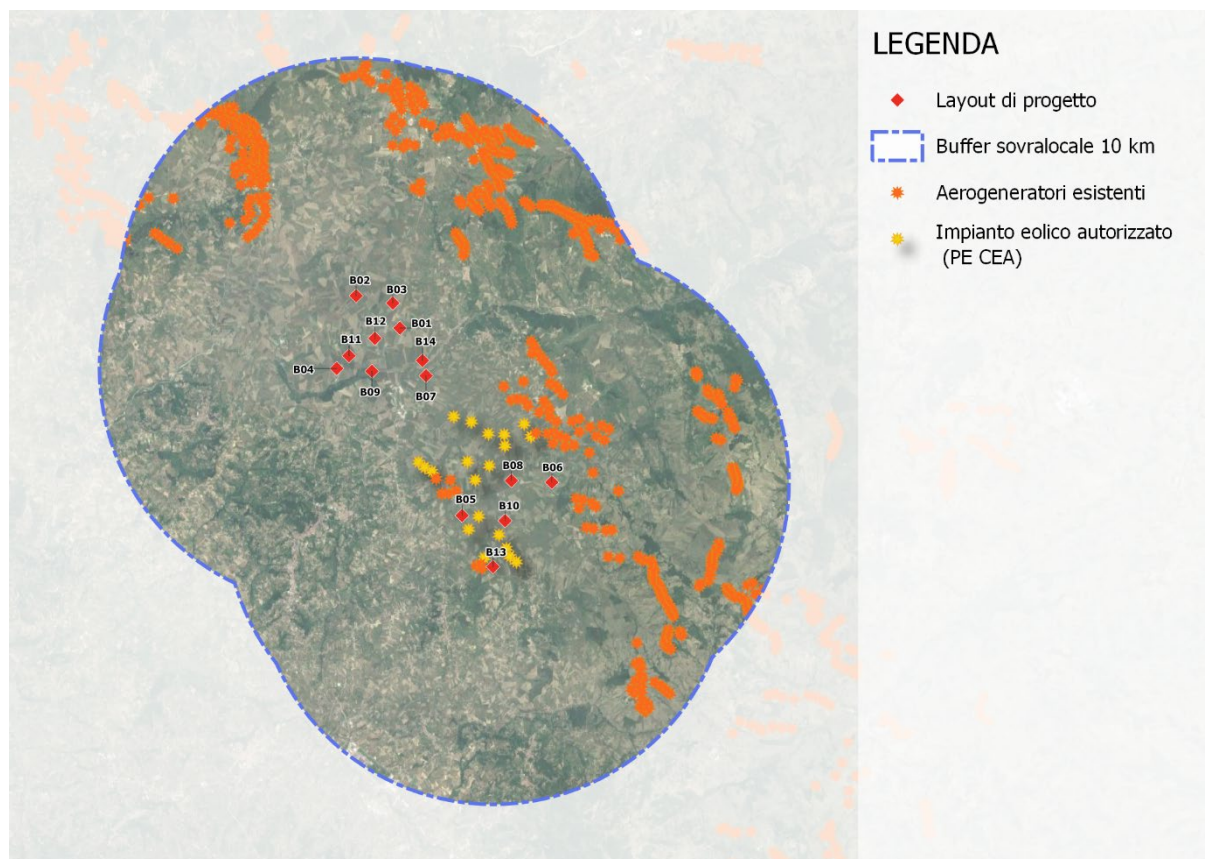 LEGENDA
Layout di progetto
Buffer sovralocale 10 km
Aerogeneratori esistenti
Impianto eolico autorizzato
(PE CEA)
B02
B03
B01
B12
B11
B14
B04
B09
B07
B08
B06
B05
B10
B13